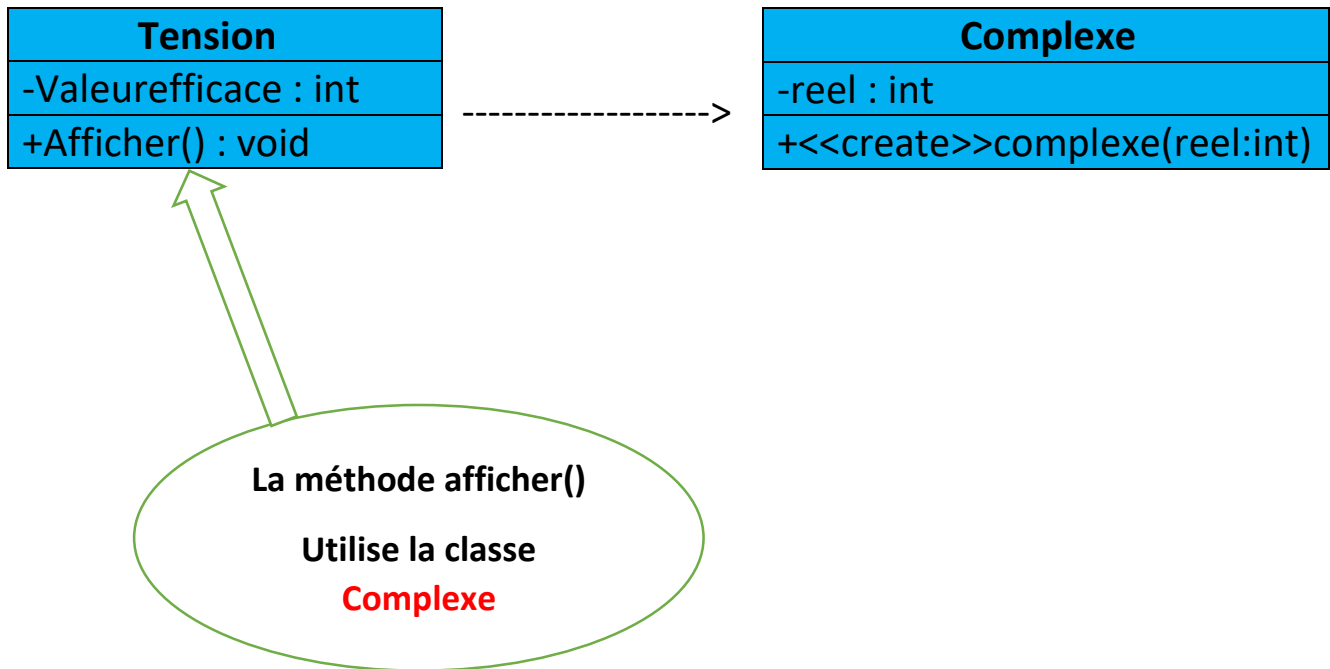 Tension
-Valeurefficace : int
+Afficher() : void
------------------->
Complexe
-reel : int
+<<create>>complexe(reel:int)
La méthode afficher()
Utilise la classe
Complexe